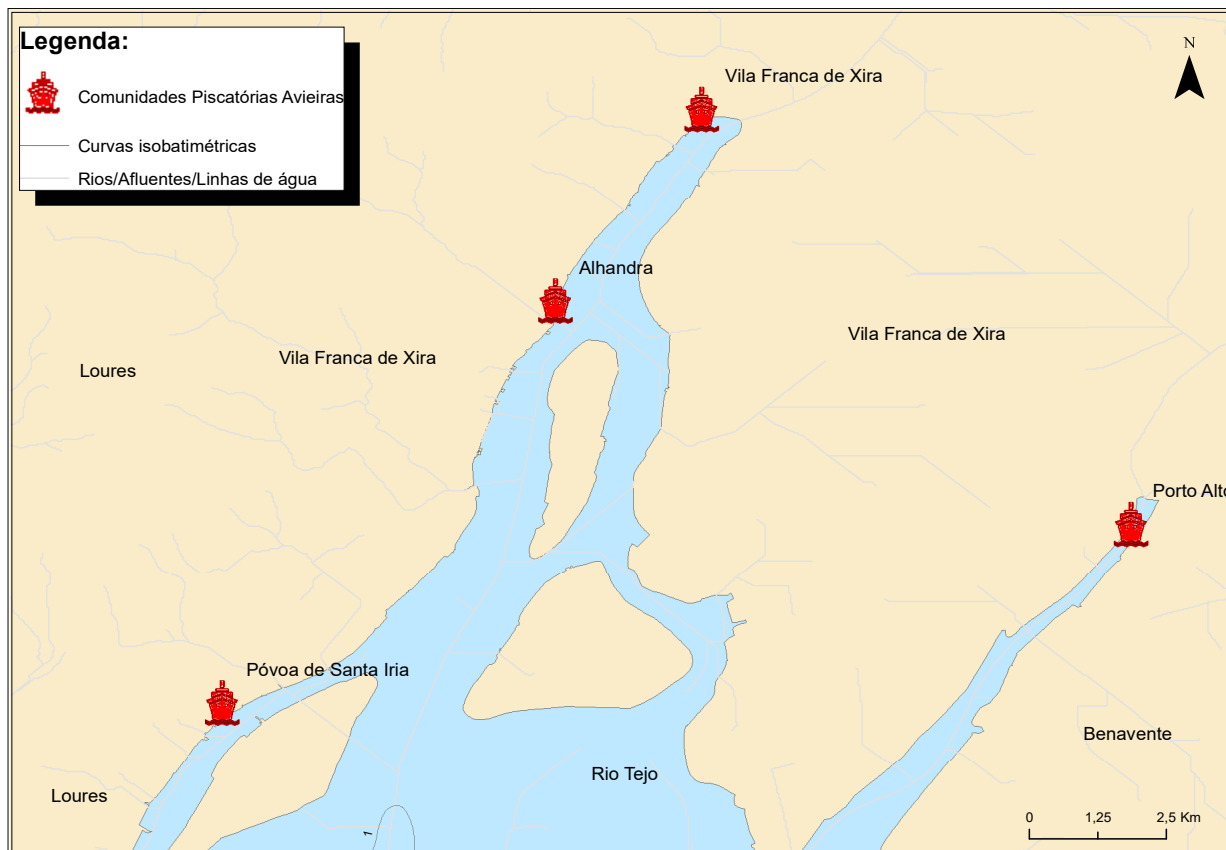 Legenda:
Comunidades Piscatórias Avieiras
Curvas isobatimétricas
Rios/Afluentes/Linhas de água
N
Vila Franca de Xira
Alhandra
Vila Franca de Xira
Vila Franca de Xira
Loures
Porto Alto
Póvoa de Santa Iria
Benavente
Rio Tejo
Loures
1
0 1,25 2,5 Km